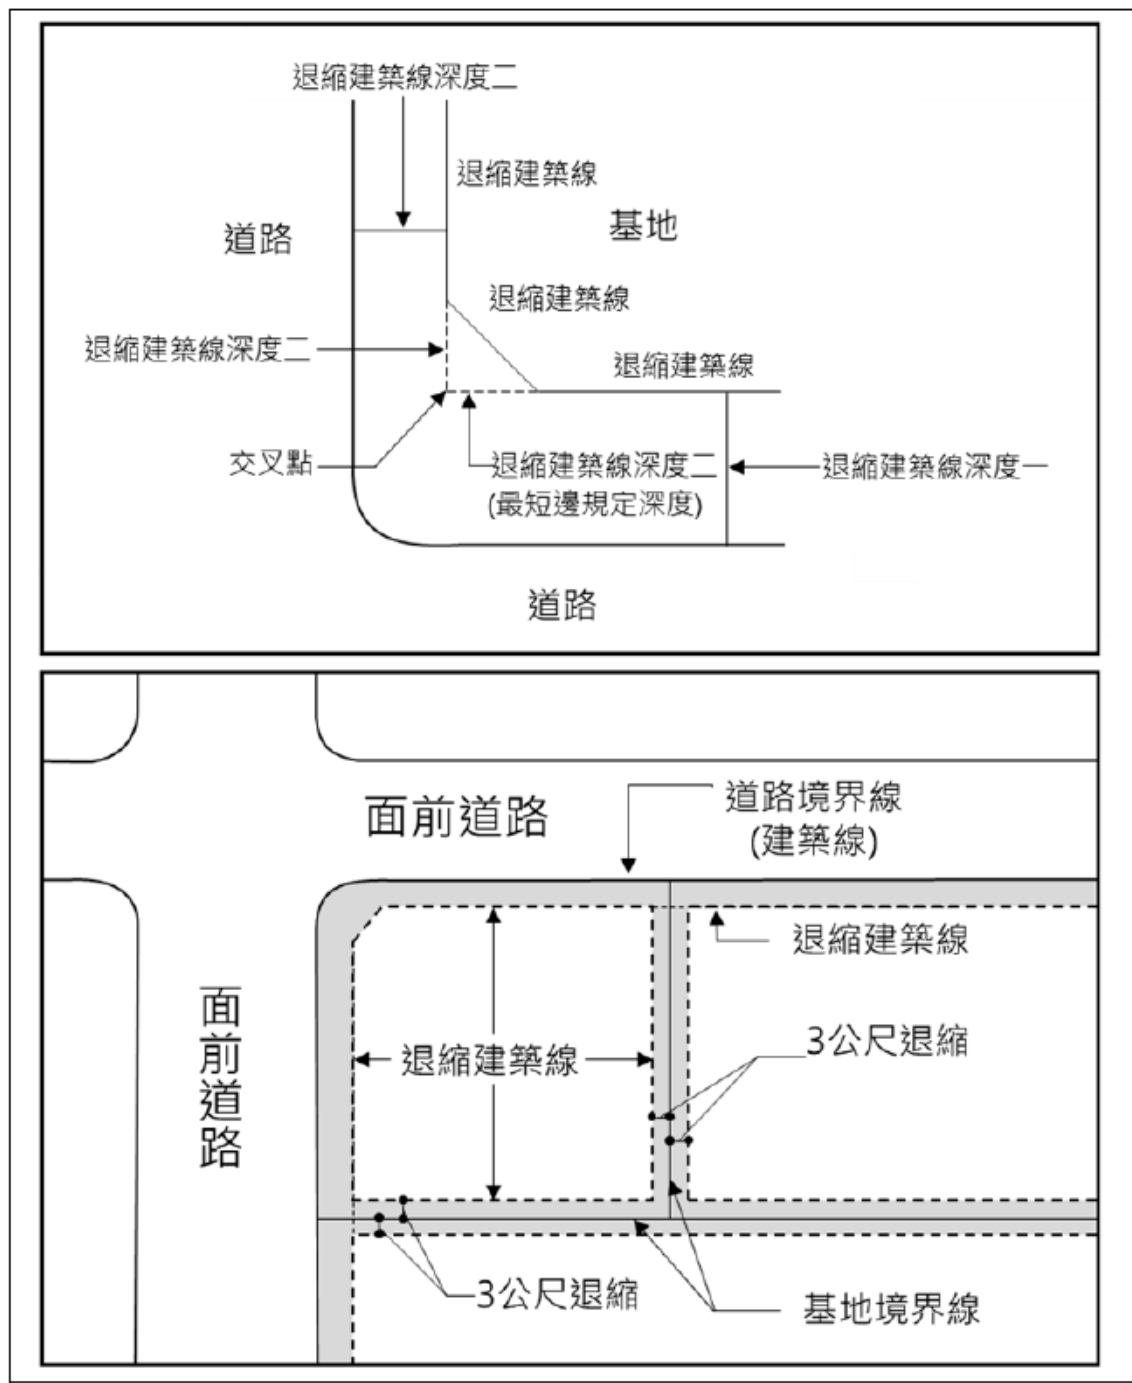 退縮建築線深度二
退縮建築線
道路
基地
退縮建築線
退縮建築線深度二
退縮建築線
交叉點
退縮建築線深度二
(最短邊規定深度)
退縮建築線深度一
道路
面前道路
道路境界線
(建築線)
退縮建築線
面前道路
退縮建築線
3公尺退縮
3公尺退縮
基地境界線